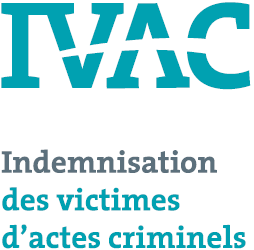 IVAC
Indemnisation
des victimes
d'actes criminels